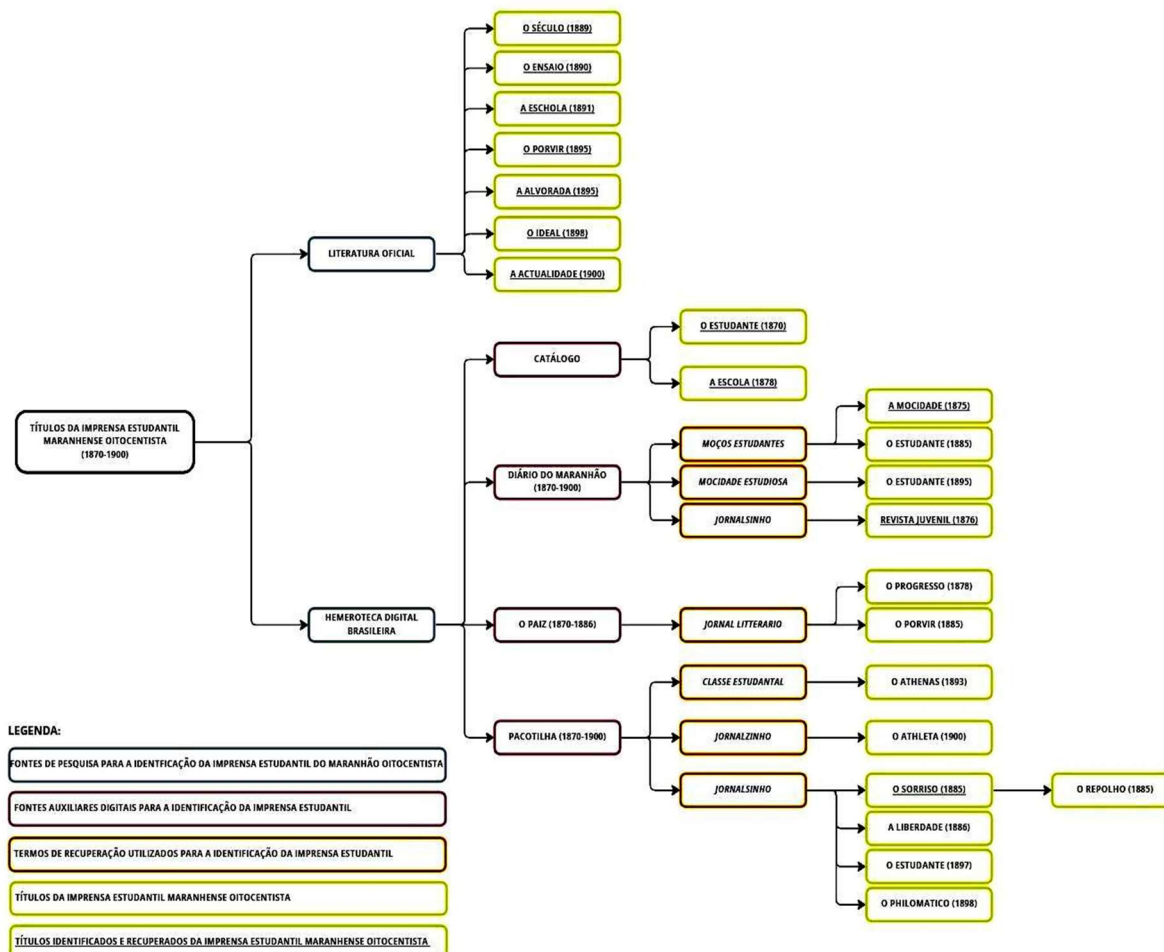 O SÉCULO (1889)
O ENSAIO (1890)
A ESCHOLA (1891)
O PORVIR (1895)
A ALVORADA (1895)
O IDEAL (1898)
A ACTUALIDADE (1900)
LITERATURA OFICIAL
TÍTULOS DA IMPRENSA ESTUDANTIL
MARANHENSE OITOCENTISTA
(1870-1900)
HEMEROTECA DIGITAL
BRASILEIRA
CATÁLOGO
O ESTUDANTE (1870)
A ESCOLA (1878)
DIÁRIO DO MARANHÃO
(1870-1900)
MOÇOS ESTUDANTES
A MOCIDADE (1875)
O ESTUDANTE (1885)
MOCIDADE ESTUDIOSA
O ESTUDANTE (1895)
JORNALSINHO
REVISTA JUVENIL (1876)
O PAIZ (1870-1886)
JORNAL LITTERARIO
O PROGRESSO (1878)
O PORVIR (1885)
PACOTILHA (1870-1900)
CLASSE ESTUDANTAL
O ATHENAS (1893)
JORNALZINHO
O ATHLETA (1900)
JORNALSINHO
O SORRISO (1885)
O REPOLHO (1885)
A LIBERDADE (1886)
O ESTUDANTE (1897)
O PHILOMATICO (1898)
LEGENDA:
FONTES DE PESQUISA PARA A IDENTFICAÇÃO DA IMPRENSA ESTUDANTIL DO MARANHÃO OITOCENTISTA
FONTES AUXILIARES DIGITAIS PARA A IDENTIFICAÇÃO DA IMPRENSA ESTUDANTIL
TERMOS DE RECUPERAÇÃO UTILIZADOS PARA A IDENTIFICAÇÃO DA IMPRENSA ESTUDANTIL
TÍTULOS DA IMPRENSA ESTUDANTIL MARANHENSE OITOCENTISTA
TÍTULOS IDENTIFICADOS E RECUPERADOS DA IMPRENSA ESTUDANTIL MARANHENSE OITOCENTISTA